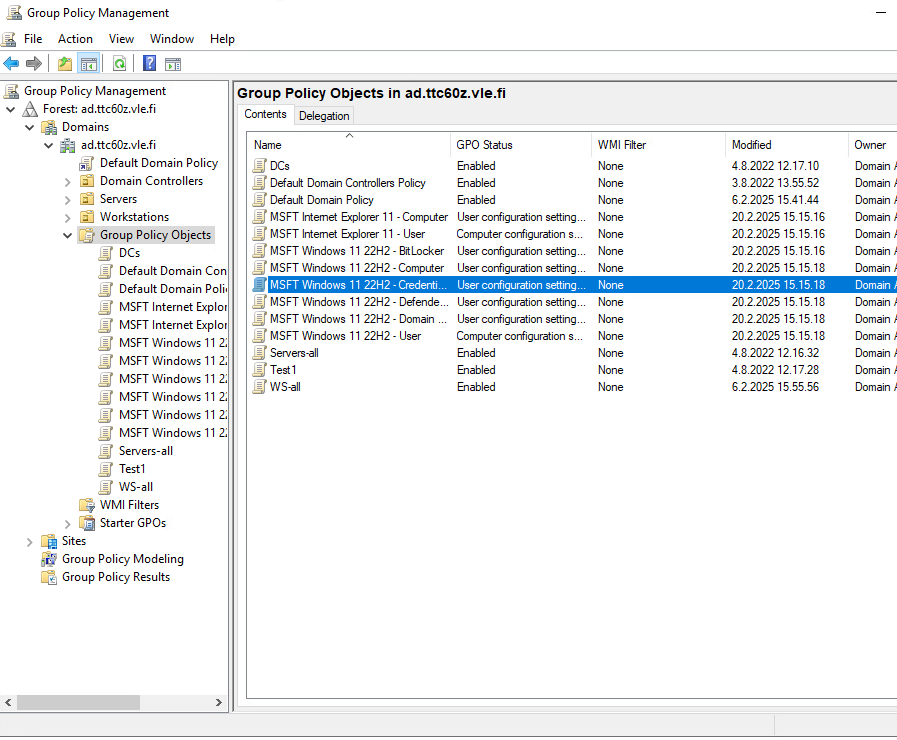 Group Policy Management
File Action View Window Help
Group Policy Management
Forest: ad.ttc60z.vle.fi
Domains
ad.ttc60z.vle.fi
Default Domain Policy
Domain Controllers
Servers
Workstations
Group Policy Objects
DCs
Default Domain Con
Default Domain Poli
MSFT Internet Explor
MSFT Internet Explor
MSFT Windows 11 22
MSFT Windows 11 22
MSFT Windows 11 22
MSFT Windows 11 22
MSFT Windows 11 22
MSFT Windows 11 22
Servers-all
Test1
WS-all
WMI Filters
Starter GPOs
Sites
Group Policy Modeling
Group Policy Results
Group Policy Objects in ad.ttc60z.vle.fi
Contents Delegation
Name GPO Status WMI Filter Modified Owner
DCs Enabled None 4.8.2022 12.17.10 Domain A
Default Domain Controllers Policy Enabled None 3.8.2022 13.55.52 Domain A
Default Domain Policy Enabled None 6.2.2025 15.41.44 Domain A
MSFT Internet Explorer 11 - Computer User configuration setting... None 20.2.2025 15.15.16 Domain A
MSFT Internet Explorer 11 - User Computer configuration s... None 20.2.2025 15.15.16 Domain A
MSFT Windows 11 22H2 - BitLocker User configuration setting... None 20.2.2025 15.15.16 Domain A
MSFT Windows 11 22H2 - Computer User configuration setting... None 20.2.2025 15.15.18 Domain A
MSFT Windows 11 22H2 - Credenti... User configuration setting... None 20.2.2025 15.15.18 Domain A
MSFT Windows 11 22H2 - Defende... User configuration setting... None 20.2.2025 15.15.18 Domain A
MSFT Windows 11 22H2 - Domain ... User configuration setting... None 20.2.2025 15.15.18 Domain A
MSFT Windows 11 22H2 - User Computer configuration s... None 20.2.2025 15.15.18 Domain A
Servers-all Enabled None 4.8.2022 12.16.32 Domain A
Test1 Enabled None 4.8.2022 12.17.28 Domain A
WS-all Enabled None 6.2.2025 15.55.56 Domain A